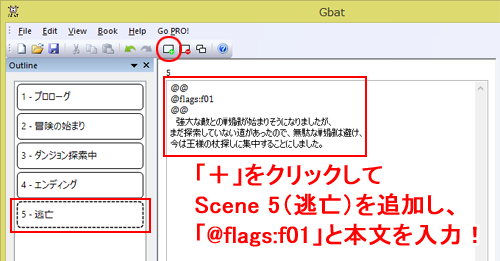 Gbat
File Edit View Book Go PRO!
Outline
1 - プロローグ
2 - 冒険の始まり
3 - ダンジョン探索中
4 - エンディング
5 - 逃亡
5
@@
@flags:f01
@@
強大な敵との戦闘が始まりそうになりましたが、
まだ探索していない道があったので、無駄な戦闘は避け、
今は王様の杖探しに集中することにしました。
「＋」をクリックして
Scene 5（逃亡）を追加し、
「@flags:f01」と本文を入力！